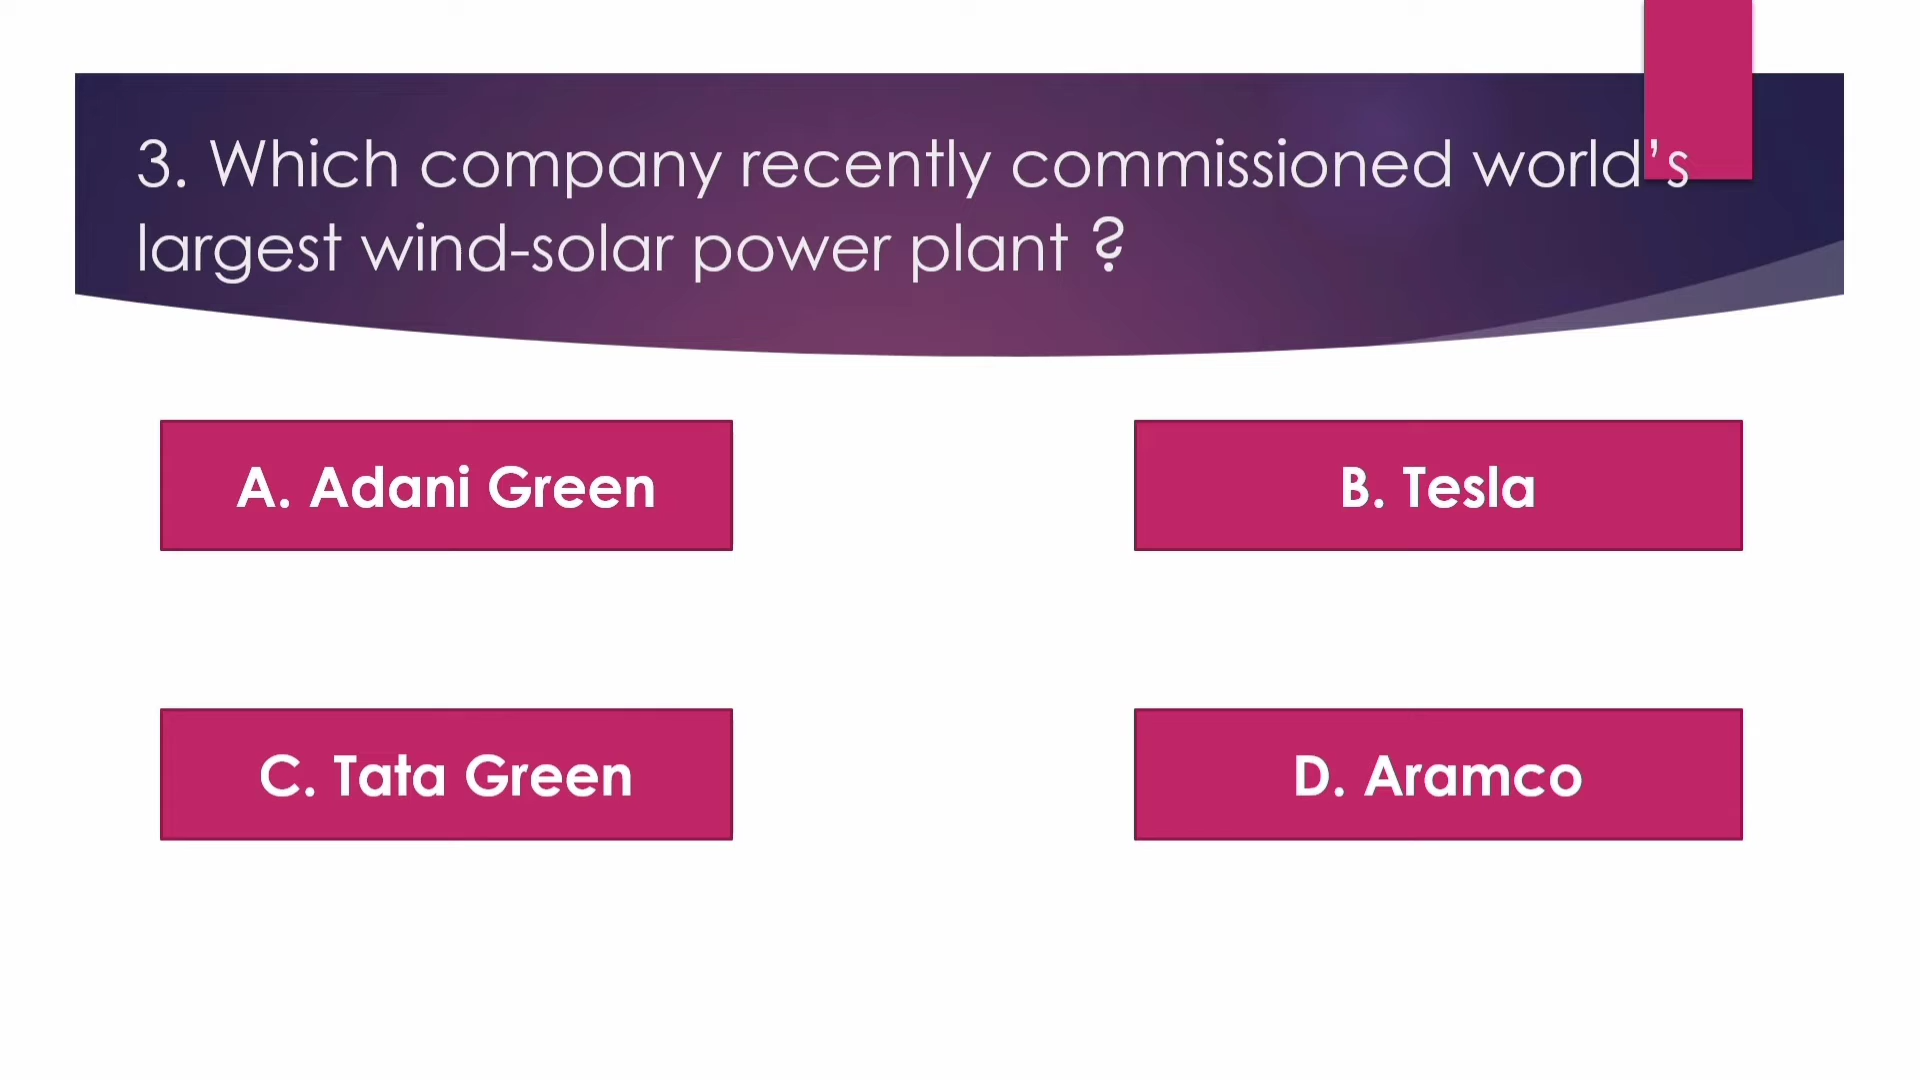 3. Which company recently commissioned world’s
largest wind-solar power plant ?
A. Adani Green
B. Tesla
C. Tata Green
D. Aramco